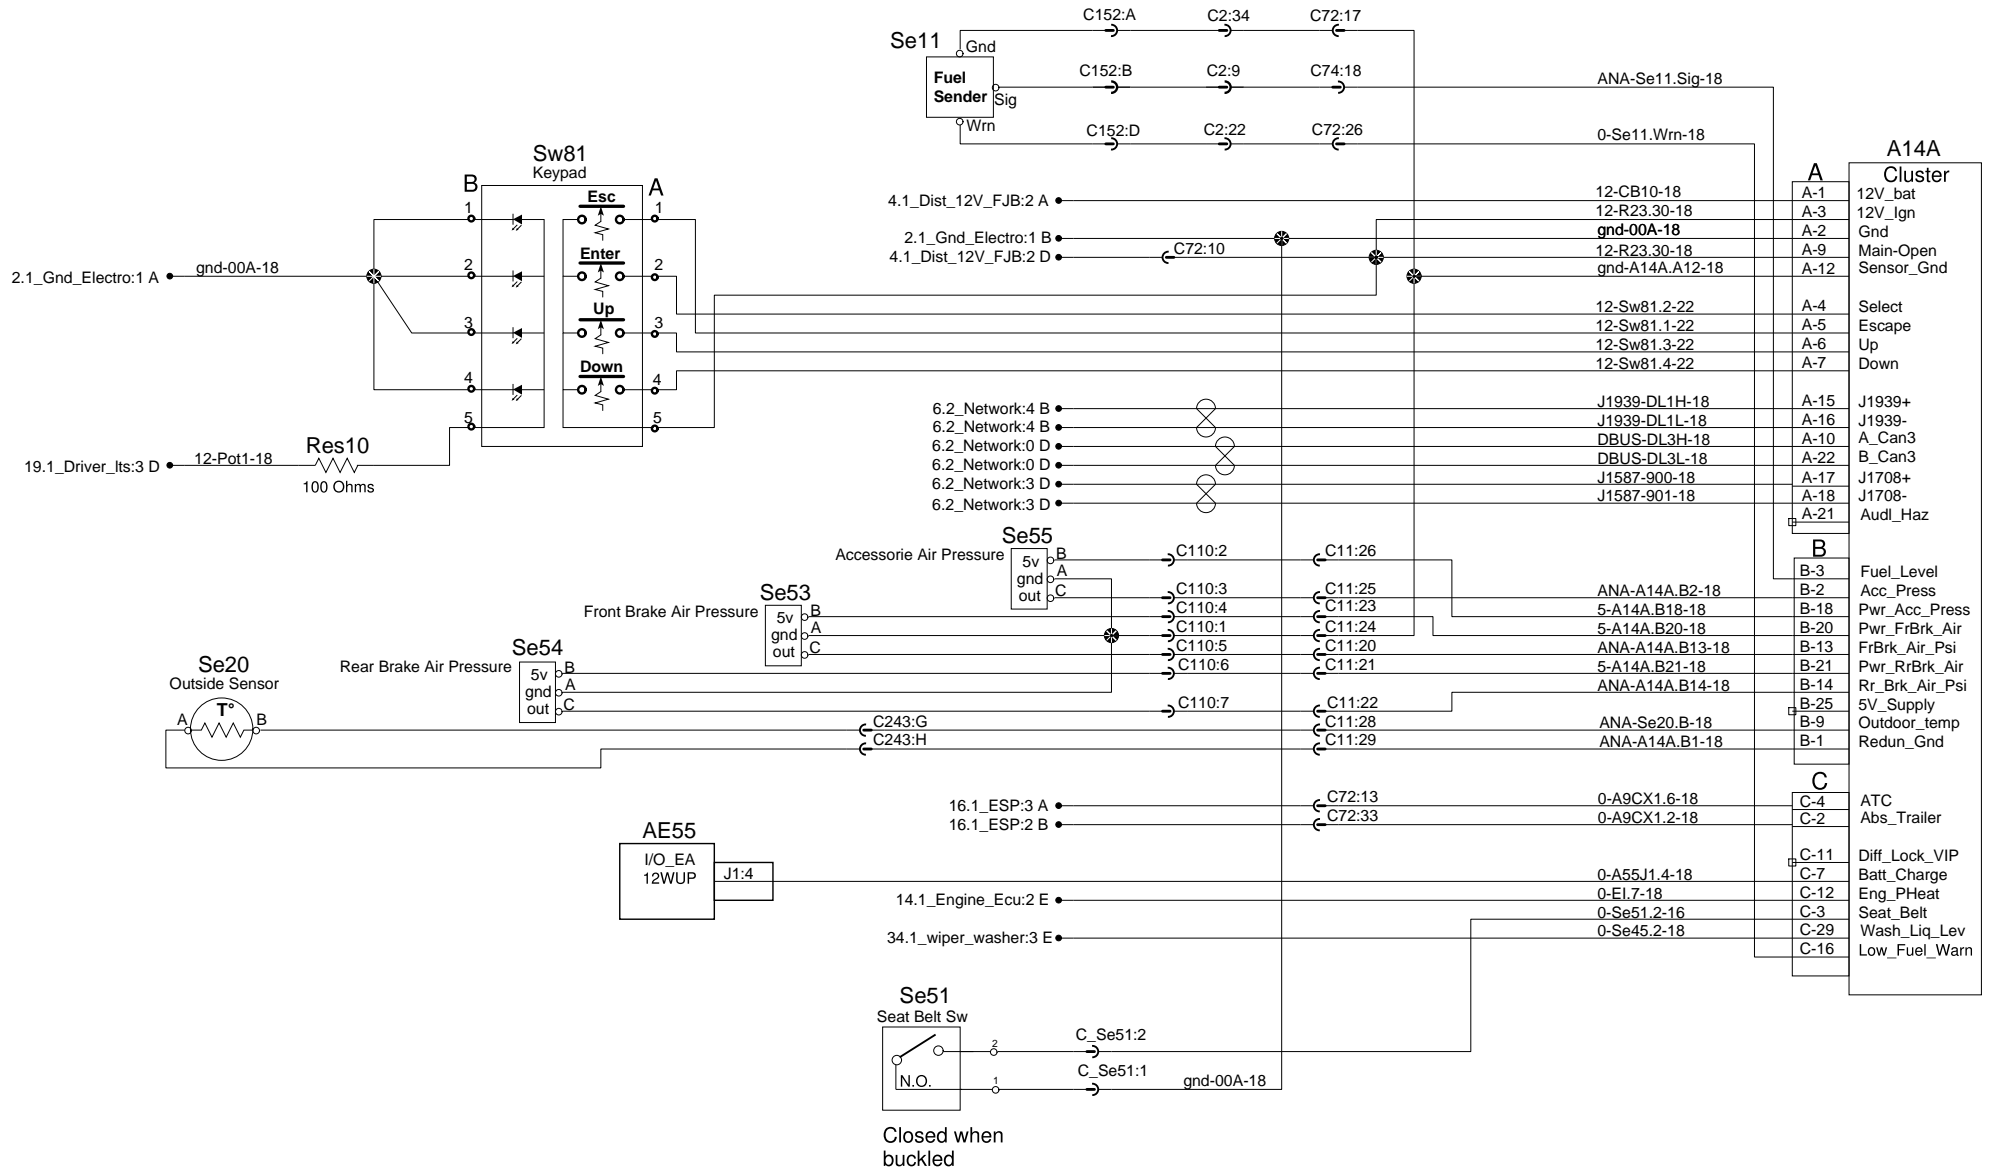 C152:A C2:34 C72:17
Se11 Gnd
Fuel
Sender
Sig
Wrn
C152:B C2:9 C74:18 ANA-Se11.Sig-18
C152:D C2:22 C72:26 0-Se11.Wrn-18
Sw81
Keypad
B A
1 Esc 1
2 Enter 2
3 Up 3
4 Down 4
5 5
2.1_Gnd_Electro:1 A gnd-00A-18
19.1_Driver_lts:3 D 12-Pot1-18
Res10
100 Ohms
A14A
Cluster
A
4.1_Dist_12V_FJB:2 A 12-CB10-18 A-1 12V_bat
12-R23.30-18 A-3 12V_Ign
2.1_Gnd_Electro:1 B gnd-00A-18 A-2 Gnd
4.1_Dist_12V_FJB:2 D C72:10 12-R23.30-18 A-9 Main-Open
gnd-A14A.A12-18 A-12 Sensor_Gnd
12-Sw81.2-22 A-4 Select
12-Sw81.1-22 A-5 Escape
12-Sw81.3-22 A-6 Up
12-Sw81.4-22 A-7 Down
6.2_Network:4 B J1939-DL1H-18 A-15 J1939+
6.2_Network:4 B J1939-DL1L-18 A-16 J1939-
6.2_Network:0 D DBUS-DL3H-18 A-10 A_Can3
6.2_Network:0 D DBUS-DL3L-18 A-22 B_Can3
6.2_Network:3 D J1587-900-18 A-17 J1708+
6.2_Network:3 D J1587-901-18 A-18 J1708-
A-21 Audl_Haz
Se55
Accessorie Air Pressure
5v B
gnd A
out C
Se53
Front Brake Air Pressure
5v B
gnd A
out C
Se54
Rear Brake Air Pressure
5v B
gnd A
out C
Se20
Outside Sensor
A T° B
B
C110:2 C11:26
B-3 Fuel_Level
C110:3 C11:25 ANA-A14A.B2-18 B-2 Acc_Press
C110:4 C11:23 5-A14A.B18-18 B-18 Pwr_Acc_Press
C110:1 C11:24 5-A14A.B20-18 B-20 Pwr_FrBrk_Air
C110:5 C11:20 ANA-A14A.B13-18 B-13 FrBrk_Air_Psi
C110:6 C11:21 5-A14A.B21-18 B-21 Pwr_RrBrk_Air
ANA-A14A.B14-18 B-14 Rr_Brk_Air_Psi
C110:7 C11:22 B-25 5V_Supply
C243:G C11:28 ANA-Se20.B-18 B-9 Outdoor_temp
C243:H C11:29 ANA-A14A.B1-18 B-1 Redun_Gnd
C
16.1_ESP:3 A C72:13 0-A9CX1.6-18 C-4 ATC
16.1_ESP:2 B C72:33 0-A9CX1.2-18 C-2 Abs_Trailer
AE55
I/O_EA
12WUP
J1:4
C-11 Diff_Lock_VIP
0-A55J1.4-18 C-7 Batt_Charge
14.1_Engine_Ecu:2 E 0-EI.7-18 C-12 Eng_PHeat
0-Se51.2-16 C-3 Seat_Belt
34.1_wiper_washer:3 E 0-Se45.2-18 C-29 Wash_Liq_Lev
C-16 Low_Fuel_Warn
Se51
Seat Belt Sw
2 C_Se51:2
N.O. 1 C_Se51:1 gnd-00A-18
Closed when
buckled